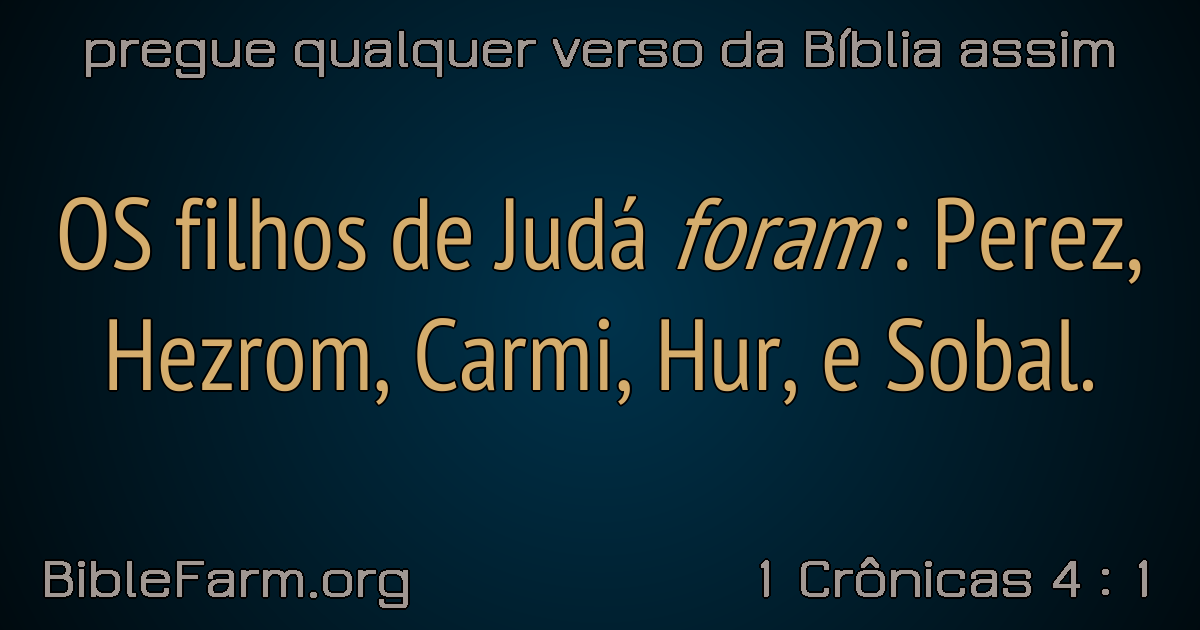 pregue qualquer verso da Bíblia assim
OS filhos de Judá foram: Perez,
Hezrom, Carmi, Hur, e Sobal.
BibleFarm.org
1 Crônicas 4 : 1